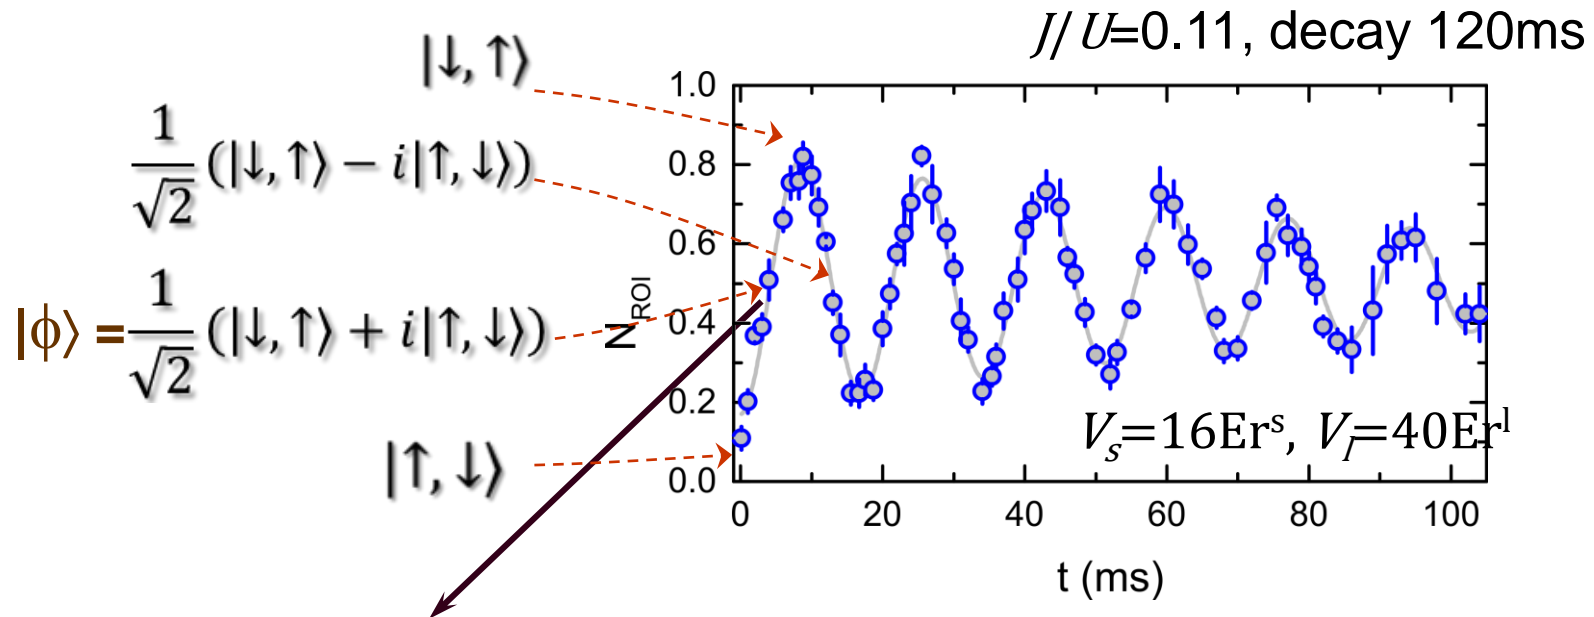 J/U=0.11, decay 120ms
|↓,↑⟩
1/√2 (|↓,↑⟩ − i|↑,↓⟩)
|ϕ⟩ = 1/√2 (|↓,↑⟩ + i|↑,↓⟩)
|↑,↓⟩
N_ROI
1.0
0.8
0.6
0.4
0.2
0.0
V_s=16Er^s, V_l=40Er^l
0 20 40 60 80 100
t (ms)